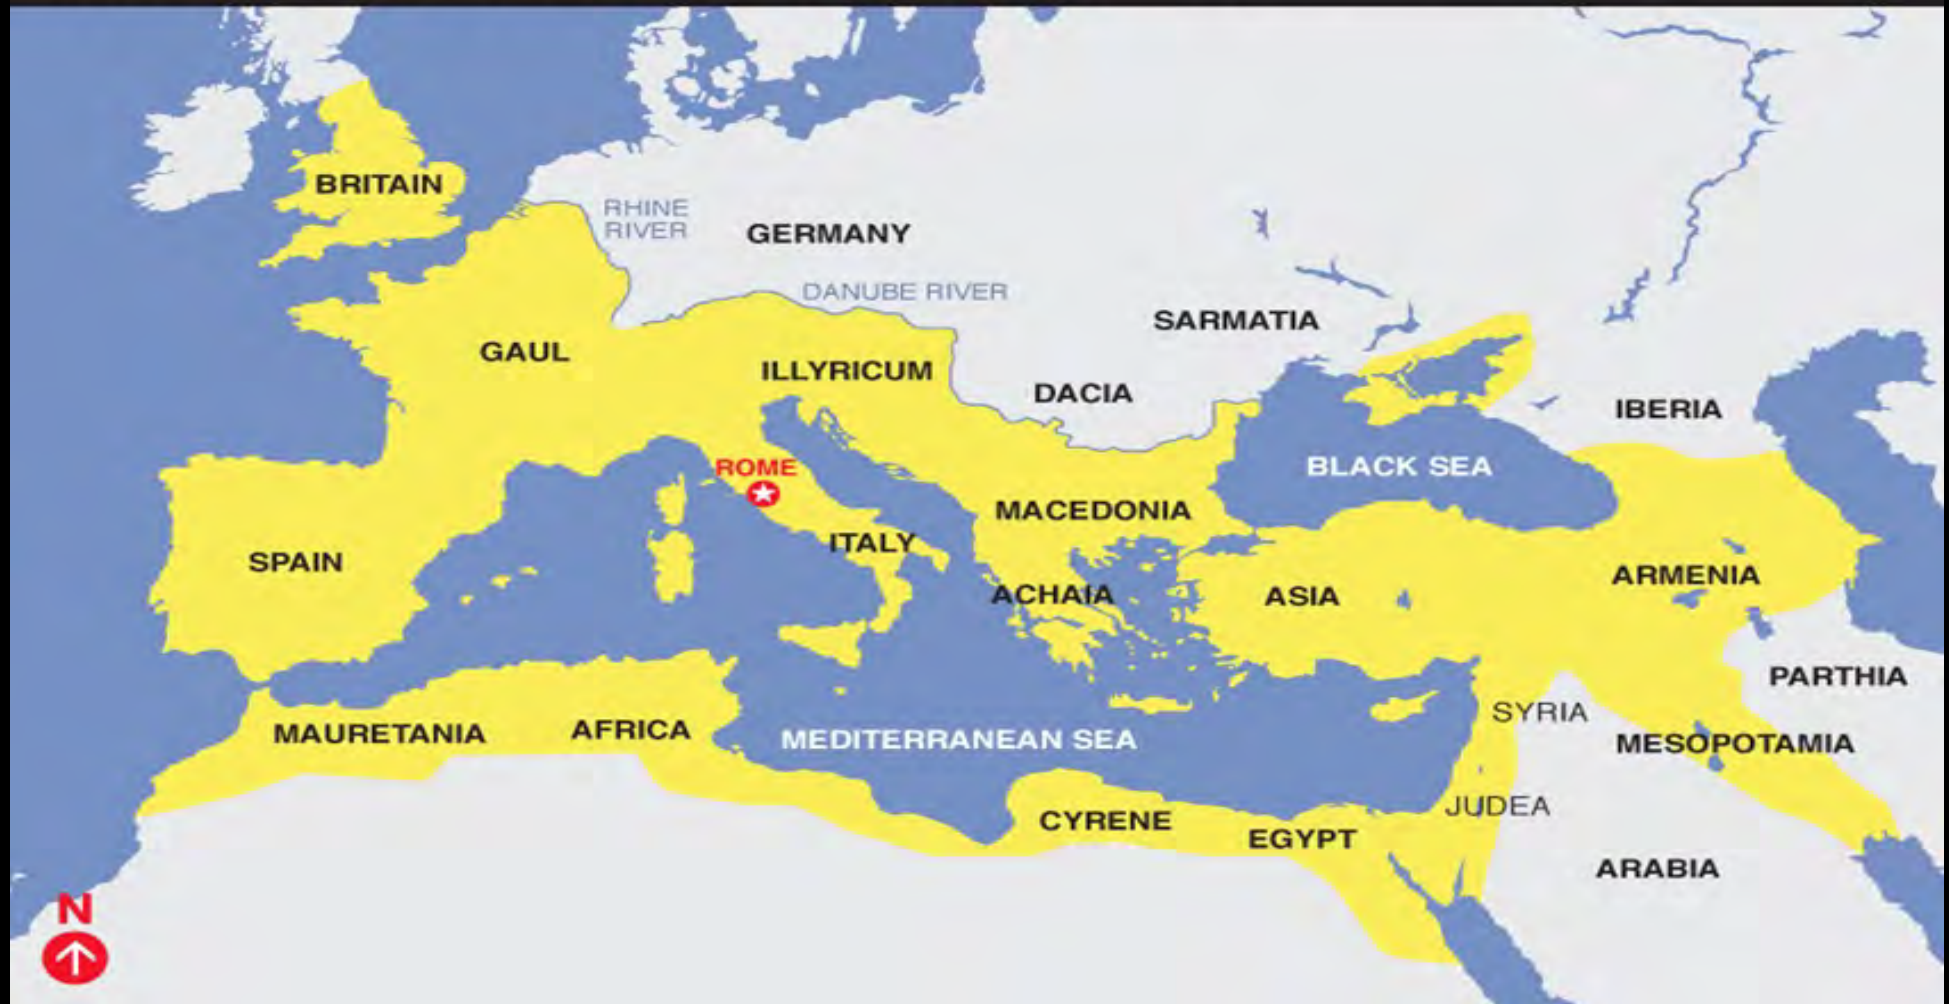 BRITAIN
RHINE
RIVER
GERMANY
DANUBE RIVER
SARMATIA
GAUL
ILLYRICUM
DACIA
IBERIA
ROME
BLACK SEA
MACEDONIA
ITALY
SPAIN
ACHAIA
ASIA
ARMENIA
PARTHIA
SYRIA
MAURETANIA
AFRICA
MEDITERRANEAN SEA
MESOPOTAMIA
JUDEA
CYRENE
EGYPT
ARABIA
N